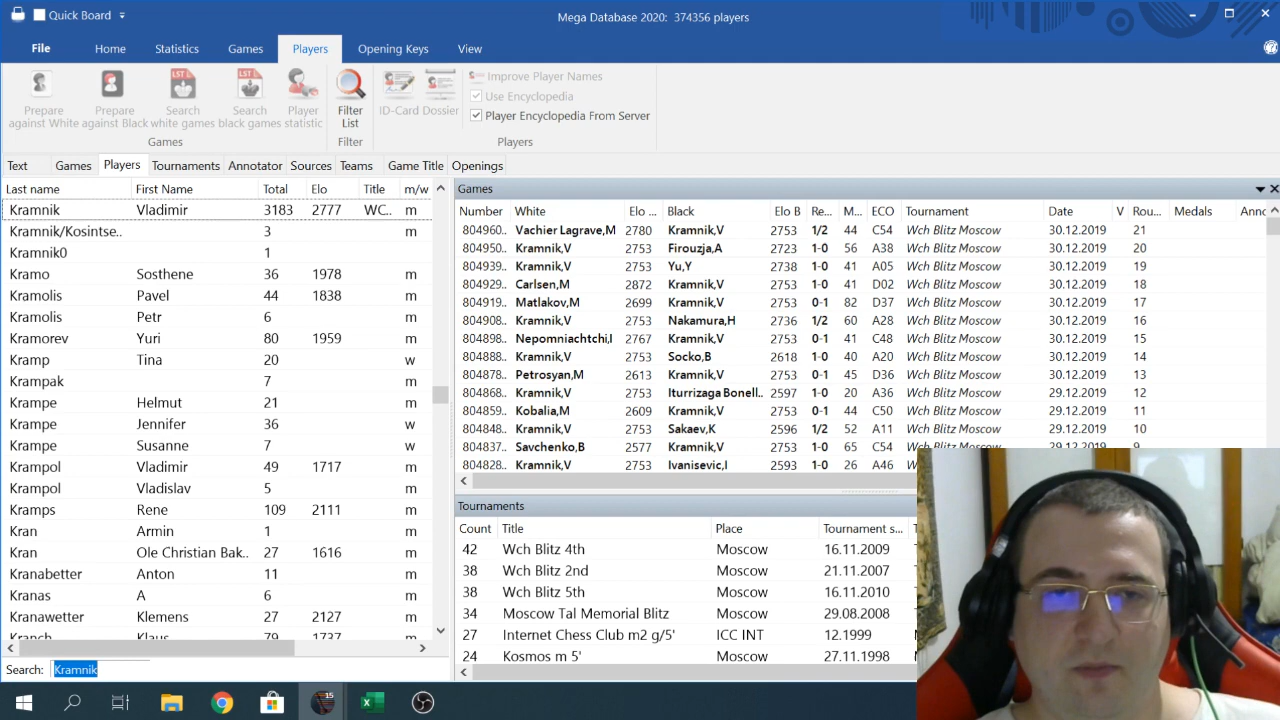 Quick Board
Mega Database 2020: 374356 players
File Home Statistics Games Players Opening Keys View
Prepare against White
Prepare against Black
Search white games
Search black games
Player statistic
Games
Filter List
Filter
ID-Card Dossier
Improve Player Names
Use Encyclopedia
Player Encyclopedia From Server
Players
Text Games Players Tournaments Annotator Sources Teams Game Title Openings
Last name First Name Total Elo Title m/w
Kramnik Vladimir 3183 2777 WC.. m
Kramnik/Kosintse.. 3 m
Kramnik0 1
Kramo Sosthene 36 1978 m
Kramolis Pavel 44 1838 m
Kramolis Petr 6 m
Kramorev Yuri 80 1959 m
Kramp Tina 20 w
Krampak 7 m
Krampe Helmut 21 m
Krampe Jennifer 36 w
Krampe Susanne 7 w
Krampol Vladimir 49 1717 m
Krampol Vladislav 5 m
Kramps Rene 109 2111 m
Kran Armin 1 m
Kran Ole Christian Bak.. 27 1616 m
Kranabetter Anton 11 m
Kranas A 6 m
Kranawetter Klemens 27 2127 m
Kranch Klaus 79 1737 m
Search: Kramnik
Games
Number White Elo ... Black Elo B Re... M... ECO Tournament Date V Rou... Medals Anno
804960.. Vachier Lagrave,M 2780 Kramnik,V 2753 1/2 44 C54 Wch Blitz Moscow 30.12.2019 21
804950.. Kramnik,V 2753 Firouzja,A 2723 1-0 56 A38 Wch Blitz Moscow 30.12.2019 20
804939.. Kramnik,V 2753 Yu,Y 2738 1-0 41 A05 Wch Blitz Moscow 30.12.2019 19
804929.. Carlsen,M 2872 Kramnik,V 2753 1-0 41 D02 Wch Blitz Moscow 30.12.2019 18
804919.. Matlakov,M 2699 Kramnik,V 2753 0-1 82 D37 Wch Blitz Moscow 30.12.2019 17
804908.. Kramnik,V 2753 Nakamura,H 2736 1/2 60 A28 Wch Blitz Moscow 30.12.2019 16
804898.. Nepomniachtchi,I 2767 Kramnik,V 2753 0-1 41 C48 Wch Blitz Moscow 30.12.2019 15
804888.. Kramnik,V 2753 Socko,B 2618 1-0 40 A20 Wch Blitz Moscow 30.12.2019 14
804878.. Petrosyan,M 2613 Kramnik,V 2753 0-1 45 D36 Wch Blitz Moscow 30.12.2019 13
804868.. Kramnik,V 2753 Iturrizaga Bonell.. 2597 1-0 20 A36 Wch Blitz Moscow 29.12.2019 12
804859.. Kobalia,M 2609 Kramnik,V 2753 0-1 44 C50 Wch Blitz Moscow 29.12.2019 11
804848.. Kramnik,V 2753 Sakaev,K 2596 1/2 52 A11 Wch Blitz Moscow 29.12.2019 10
804837.. Savchenko,B 2577 Kramnik,V 2753 1-0 65 C54 Wch Blitz Moscow 29.12.2019 9
804828.. Kramnik,V 2753 Ivanisevic,I 2593 1-0 26 A46
Tournaments
Count Title Place Tournament s...
42 Wch Blitz 4th Moscow 16.11.2009
38 Wch Blitz 2nd Moscow 21.11.2007
38 Wch Blitz 5th Moscow 16.11.2010
34 Moscow Tal Memorial Blitz Moscow 29.08.2008
27 Internet Chess Club m2 g/5' ICC INT 12.1999
24 Kosmos m 5' Moscow 27.11.1998
15